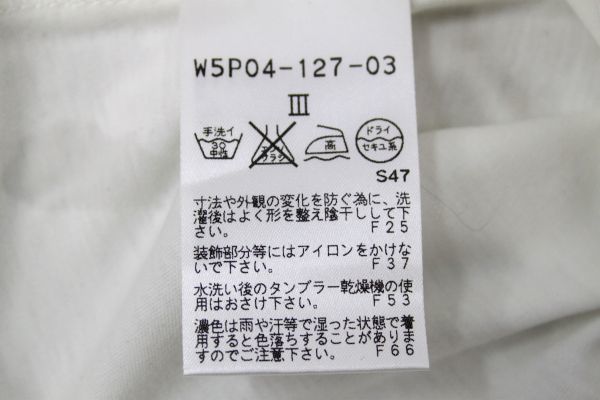 W5P04-127-03
III
手洗イ
30
中性
エンソ
サラシ
高
ドライ
セキユ系
S47
寸法や外観の変化を防ぐ為に、洗
濯後はよく形を整え陰干しして下
さい。 F25
装飾部分等にはアイロンをかけな
いで下さい。 F37
水洗い後のタンブラー乾燥機の使
用はおさけ下さい。 F53
濃色は雨や汗等で湿った状態で着
用すると色落ちすることがありま
すのでご注意下さい。 F66